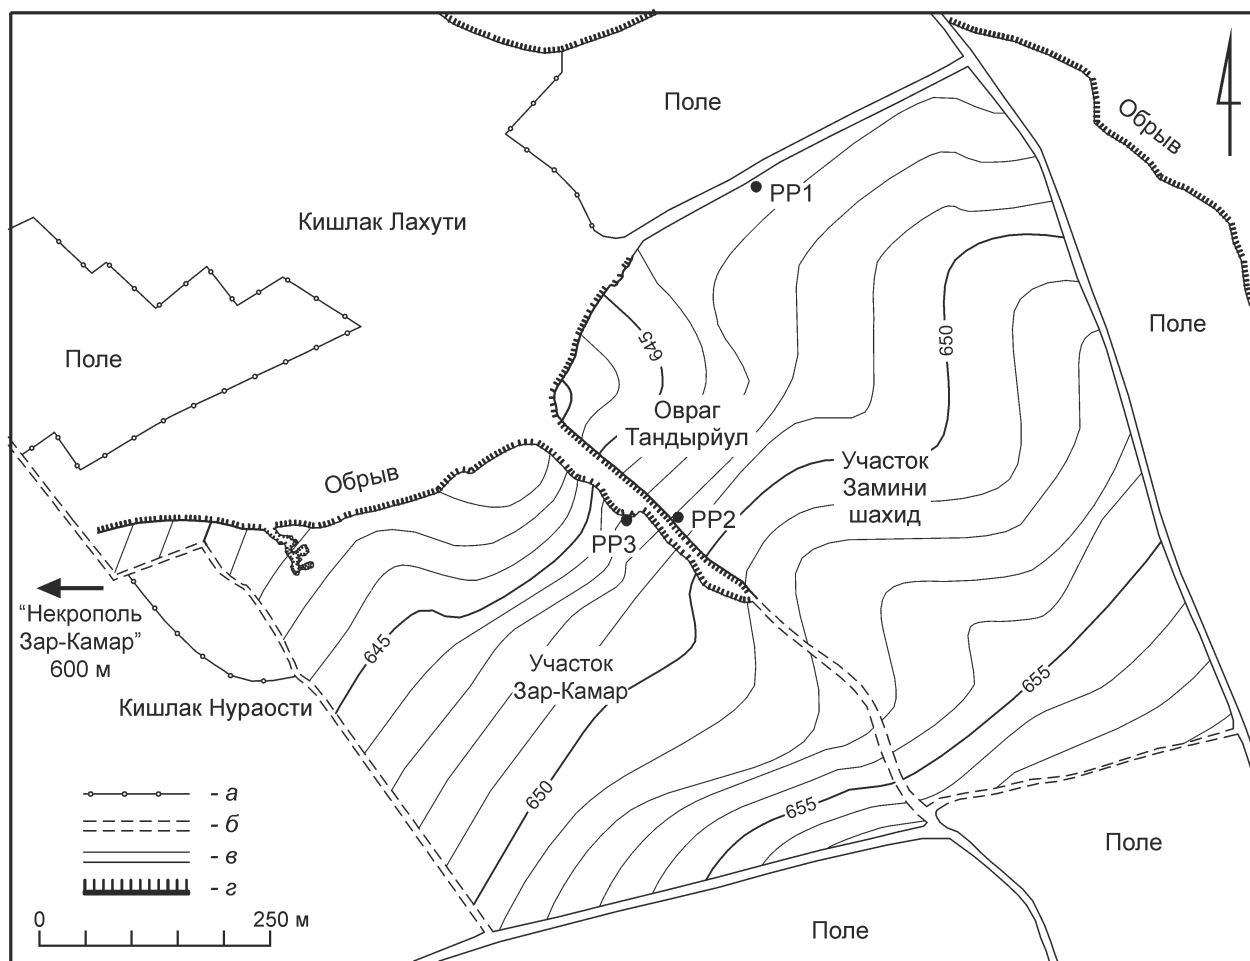 Поле
Обрыв
РР1
Кишлак Лахути
Поле
Поле
645
650
Овраг
Тандырйул
Участок
Замини
шахид
Обрыв
РР2
РР3
“Некрополь
Зар-Камар”
600 м
645
Участок
Зар-Камар
655
Кишлак Нураости
650
655
- а
- б
- в
- г
Поле
0 250 м
Поле